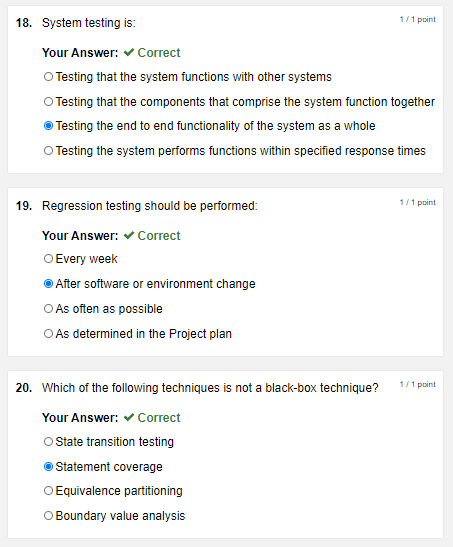 18. System testing is: 1 / 1 point
Your Answer: ✔ Correct
Testing that the system functions with other systems
Testing that the components that comprise the system function together
Testing the end to end functionality of the system as a whole
Testing the system performs functions within specified response times
19. Regression testing should be performed: 1 / 1 point
Your Answer: ✔ Correct
Every week
After software or environment change
As often as possible
As determined in the Project plan
20. Which of the following techniques is not a black-box technique? 1 / 1 point
Your Answer: ✔ Correct
State transition testing
Statement coverage
Equivalence partitioning
Boundary value analysis